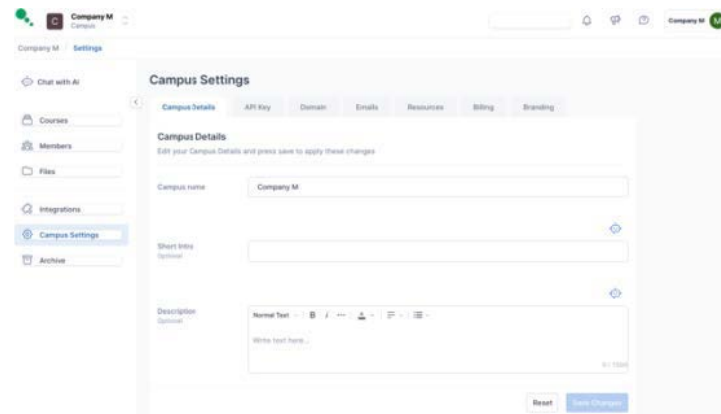 C
Company M
Campus
Company M
M
Company M / Settings
Chat with AI
Courses
Members
Files
Integrations
Campus Settings
Archive
Campus Settings
Campus Details
API Key
Domain
Emails
Resources
Billing
Branding
Campus Details
Edit your Campus Details and press save to apply these changes
Campus name
Company M
Short Intro
Optional
Description
Optional
Normal Text
B i ... A
Write text here...
Reset
Save Changes